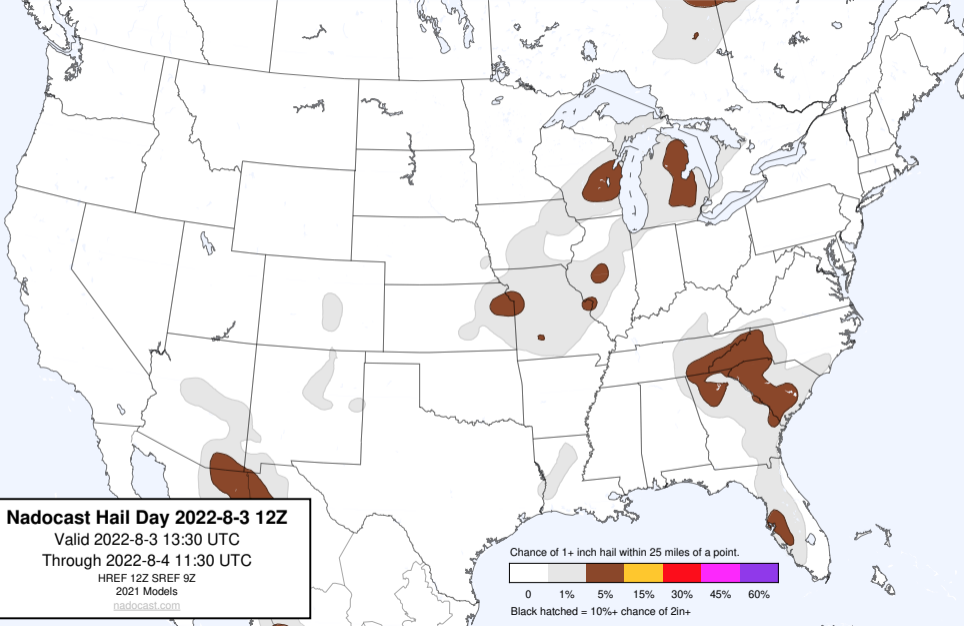 Nadocast Hail Day 2022-8-3 12Z
Valid 2022-8-3 13:30 UTC
Through 2022-8-4 11:30 UTC
HREF 12Z SREF 9Z
2021 Models
nadocast.com
Chance of 1+ inch hail within 25 miles of a point.
0 1% 5% 15% 30% 45% 60%
Black hatched = 10%+ chance of 2in+